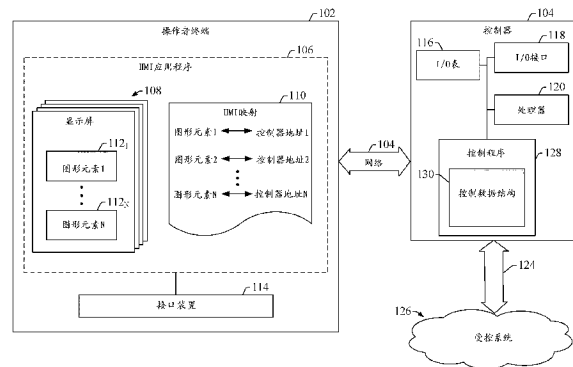 102
操作者终端
106
HMI应用程序
108
显示屏
112₁
图形元素1
112N
图形元素N
110
HMI映射
图形元素1 控制器地址1
图形元素2 控制器地址2
图形元素N 控制器地址N
114
接口装置
104
网络
104
控制器
116
I/O表
118
I/O接口
120
处理器
128
控制程序
130
控制数据结构
124
126
受控系统